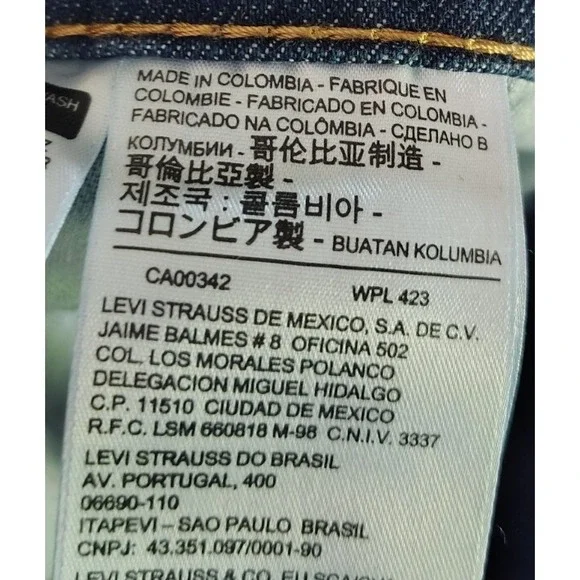 MADE IN COLOMBIA - FABRIQUE EN
COLOMBIE - FABRICADO EN COLOMBIA -
FABRICADO NA COLÔMBIA - СДЕЛАНО В
КОЛУМБИИ - 哥伦比亚制造 -
哥倫比亞製 -
제조국 : 콜롬비아 -
コロンビア製 - BUATAN KOLUMBIA
CA00342 WPL 423
LEVI STRAUSS DE MEXICO, S.A. DE C.V.
JAIME BALMES # 8 OFICINA 502
COL. LOS MORALES POLANCO
DELEGACION MIGUEL HIDALGO
C.P. 11510 CIUDAD DE MEXICO
R.F.C. LSM 660818 M-98 C.N.I.V. 3337
LEVI STRAUSS DO BRASIL
AV. PORTUGAL, 400
06690-110
ITAPEVI - SAO PAULO BRASIL
CNPJ: 43.351.097/0001-90
LEVI STRAUSS & CO.